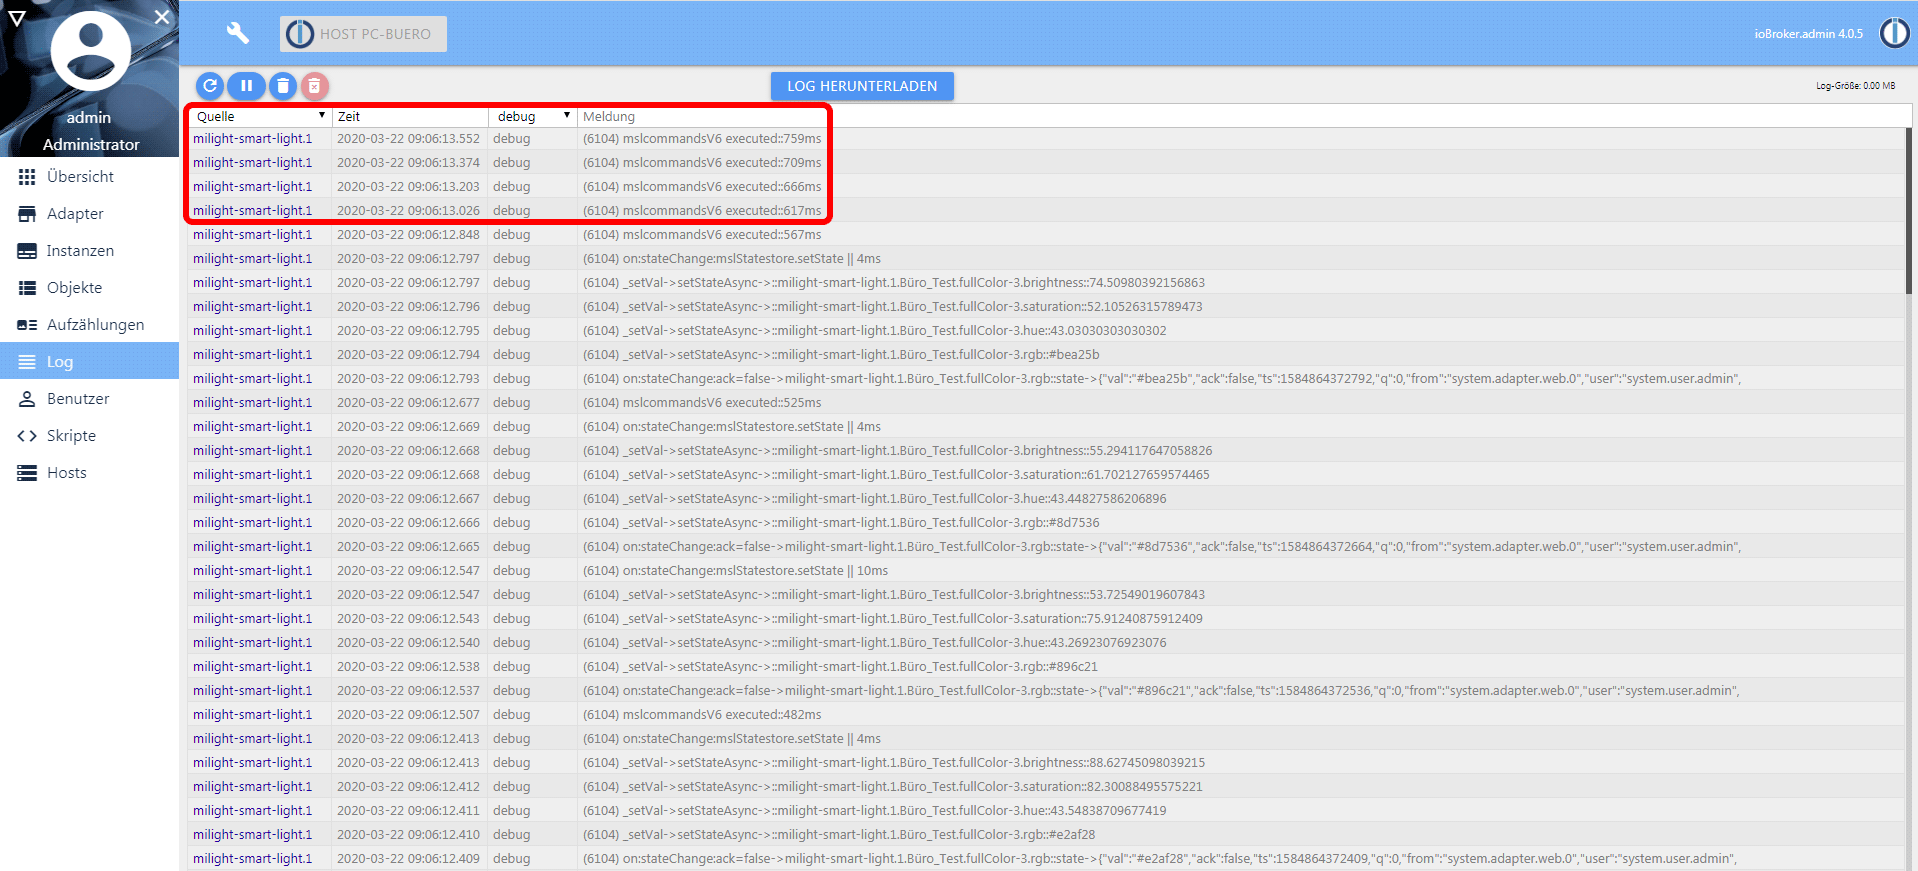 HOST PC-BUERO
ioBroker.admin 4.0.5
admin
Administrator
Übersicht
Adapter
Instanzen
Objekte
Aufzählungen
Log
Benutzer
Skripte
Hosts
LOG HERUNTERLADEN
Log-Größe: 0.00 MB
Quelle Zeit debug Meldung
milight-smart-light.1 2020-03-22 09:06:13.552 debug (6104) mslcommandsV6 executed::759ms
milight-smart-light.1 2020-03-22 09:06:13.374 debug (6104) mslcommandsV6 executed::709ms
milight-smart-light.1 2020-03-22 09:06:13.203 debug (6104) mslcommandsV6 executed::666ms
milight-smart-light.1 2020-03-22 09:06:13.026 debug (6104) mslcommandsV6 executed::617ms
milight-smart-light.1 2020-03-22 09:06:12.848 debug (6104) mslcommandsV6 executed::567ms
milight-smart-light.1 2020-03-22 09:06:12.797 debug (6104) on:stateChange:mslStatestore.setState || 4ms
milight-smart-light.1 2020-03-22 09:06:12.797 debug (6104) _setVal->setStateAsync->::milight-smart-light.1.Büro_Test.fullColor-3.brightness::74.50980392156863
milight-smart-light.1 2020-03-22 09:06:12.796 debug (6104) _setVal->setStateAsync->::milight-smart-light.1.Büro_Test.fullColor-3.saturation::52.10526315789473
milight-smart-light.1 2020-03-22 09:06:12.795 debug (6104) _setVal->setStateAsync->::milight-smart-light.1.Büro_Test.fullColor-3.hue::43.03030303030302
milight-smart-light.1 2020-03-22 09:06:12.794 debug (6104) _setVal->setStateAsync->::milight-smart-light.1.Büro_Test.fullColor-3.rgb::#bea25b
milight-smart-light.1 2020-03-22 09:06:12.793 debug (6104) on:stateChange:ack=false->milight-smart-light.1.Büro_Test.fullColor-3.rgb::state->{"val":"#bea25b","ack":false,"ts":1584864372792,"q":0,"from":"system.adapter.web.0","user":"system.user.admin",
milight-smart-light.1 2020-03-22 09:06:12.677 debug (6104) mslcommandsV6 executed::525ms
milight-smart-light.1 2020-03-22 09:06:12.669 debug (6104) on:stateChange:mslStatestore.setState || 4ms
milight-smart-light.1 2020-03-22 09:06:12.668 debug (6104) _setVal->setStateAsync->::milight-smart-light.1.Büro_Test.fullColor-3.brightness::55.294117647058826
milight-smart-light.1 2020-03-22 09:06:12.668 debug (6104) _setVal->setStateAsync->::milight-smart-light.1.Büro_Test.fullColor-3.saturation::61.702127659574465
milight-smart-light.1 2020-03-22 09:06:12.667 debug (6104) _setVal->setStateAsync->::milight-smart-light.1.Büro_Test.fullColor-3.hue::43.44827586206896
milight-smart-light.1 2020-03-22 09:06:12.666 debug (6104) _setVal->setStateAsync->::milight-smart-light.1.Büro_Test.fullColor-3.rgb::#8d7536
milight-smart-light.1 2020-03-22 09:06:12.665 debug (6104) on:stateChange:ack=false->milight-smart-light.1.Büro_Test.fullColor-3.rgb::state->{"val":"#8d7536","ack":false,"ts":1584864372664,"q":0,"from":"system.adapter.web.0","user":"system.user.admin",
milight-smart-light.1 2020-03-22 09:06:12.547 debug (6104) on:stateChange:mslStatestore.setState || 10ms
milight-smart-light.1 2020-03-22 09:06:12.547 debug (6104) _setVal->setStateAsync->::milight-smart-light.1.Büro_Test.fullColor-3.brightness::53.72549019607843
milight-smart-light.1 2020-03-22 09:06:12.543 debug (6104) _setVal->setStateAsync->::milight-smart-light.1.Büro_Test.fullColor-3.saturation::75.91240875912409
milight-smart-light.1 2020-03-22 09:06:12.540 debug (6104) _setVal->setStateAsync->::milight-smart-light.1.Büro_Test.fullColor-3.hue::43.26923076923076
milight-smart-light.1 2020-03-22 09:06:12.538 debug (6104) _setVal->setStateAsync->::milight-smart-light.1.Büro_Test.fullColor-3.rgb::#896c21
milight-smart-light.1 2020-03-22 09:06:12.537 debug (6104) on:stateChange:ack=false->milight-smart-light.1.Büro_Test.fullColor-3.rgb::state->{"val":"#896c21","ack":false,"ts":1584864372536,"q":0,"from":"system.adapter.web.0","user":"system.user.admin",
milight-smart-light.1 2020-03-22 09:06:12.507 debug (6104) mslcommandsV6 executed::482ms
milight-smart-light.1 2020-03-22 09:06:12.413 debug (6104) on:stateChange:mslStatestore.setState || 4ms
milight-smart-light.1 2020-03-22 09:06:12.413 debug (6104) _setVal->setStateAsync->::milight-smart-light.1.Büro_Test.fullColor-3.brightness::88.62745098039215
milight-smart-light.1 2020-03-22 09:06:12.412 debug (6104) _setVal->setStateAsync->::milight-smart-light.1.Büro_Test.fullColor-3.saturation::82.30088495575221
milight-smart-light.1 2020-03-22 09:06:12.411 debug (6104) _setVal->setStateAsync->::milight-smart-light.1.Büro_Test.fullColor-3.hue::43.54838709677419
milight-smart-light.1 2020-03-22 09:06:12.410 debug (6104) _setVal->setStateAsync->::milight-smart-light.1.Büro_Test.fullColor-3.rgb::#e2af28
milight-smart-light.1 2020-03-22 09:06:12.409 debug (6104) on:stateChange:ack=false->milight-smart-light.1.Büro_Test.fullColor-3.rgb::state->{"val":"#e2af28","ack":false,"ts":1584864372409,"q":0,"from":"system.adapter.web.0","user":"system.user.admin",